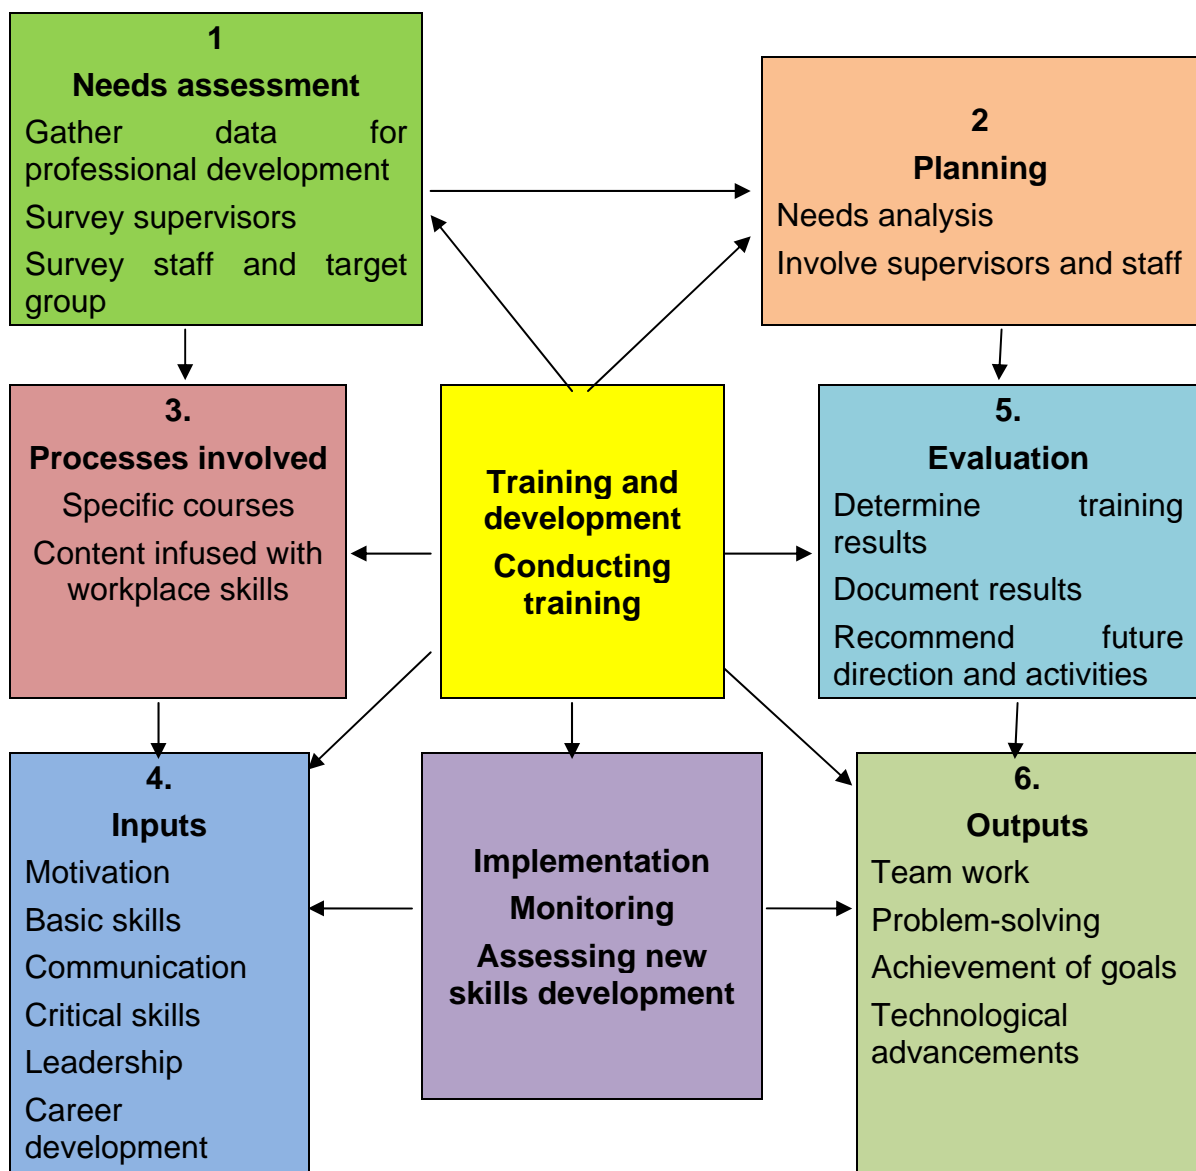 1
Needs assessment
Gather data for
professional development
Survey supervisors
Survey staff and target
group
2
Planning
Needs analysis
Involve supervisors and staff
3.
Processes involved
Specific courses
Content infused with
workplace skills
Training and
development
Conducting
training
5.
Evaluation
Determine training
results
Document results
Recommend future
direction and activities
4.
Inputs
Motivation
Basic skills
Communication
Critical skills
Leadership
Career
development
Implementation
Monitoring
Assessing new
skills development
6.
Outputs
Team work
Problem-solving
Achievement of goals
Technological
advancements